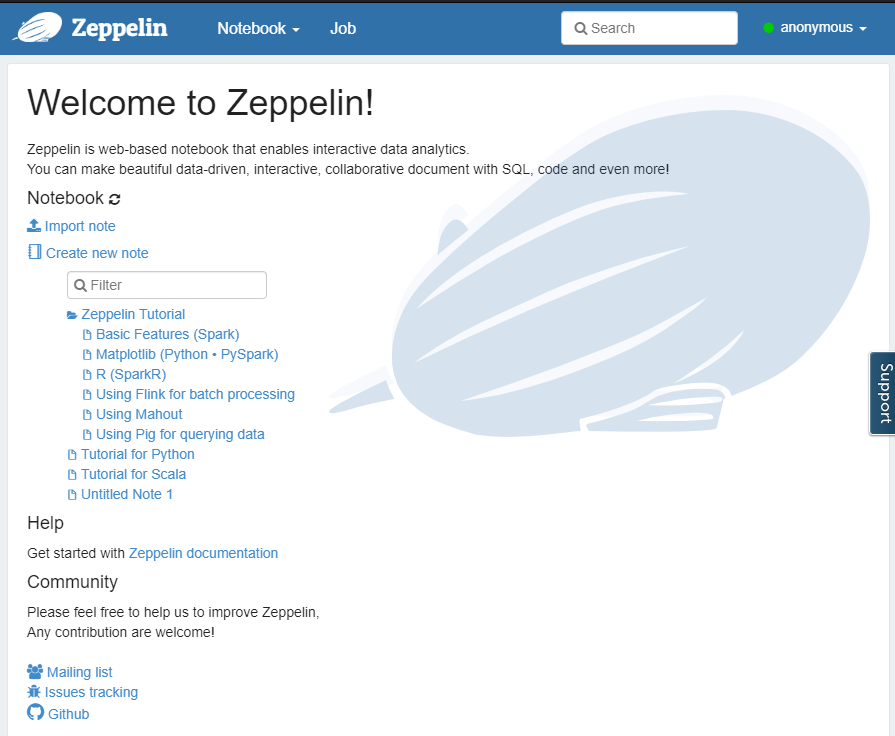 Zeppelin Notebook Job Search anonymous
Welcome to Zeppelin!
Zeppelin is web-based notebook that enables interactive data analytics.
You can make beautiful data-driven, interactive, collaborative document with SQL, code and even more!
Notebook
Import note
Create new note
Filter
Zeppelin Tutorial
Basic Features (Spark)
Matplotlib (Python • PySpark)
R (SparkR)
Using Flink for batch processing
Using Mahout
Using Pig for querying data
Tutorial for Python
Tutorial for Scala
Untitled Note 1
Help
Get started with Zeppelin documentation
Community
Please feel free to help us to improve Zeppelin,
Any contribution are welcome!
Mailing list
Issues tracking
Github
Support